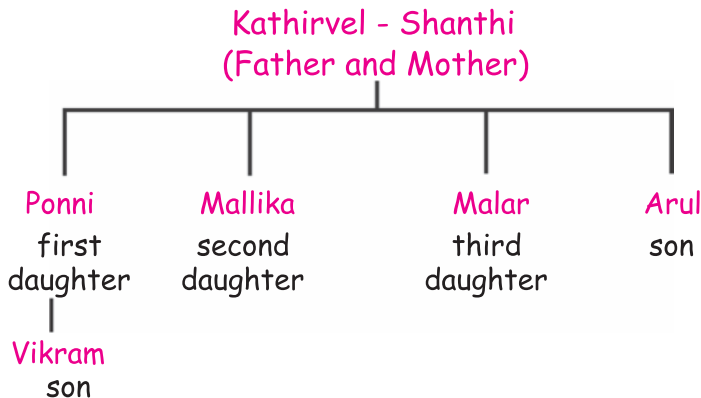 Kathirvel - Shanthi
(Father and Mother)
Ponni Mallika Malar Arul
first second third son
daughter daughter daughter
Vikram
son